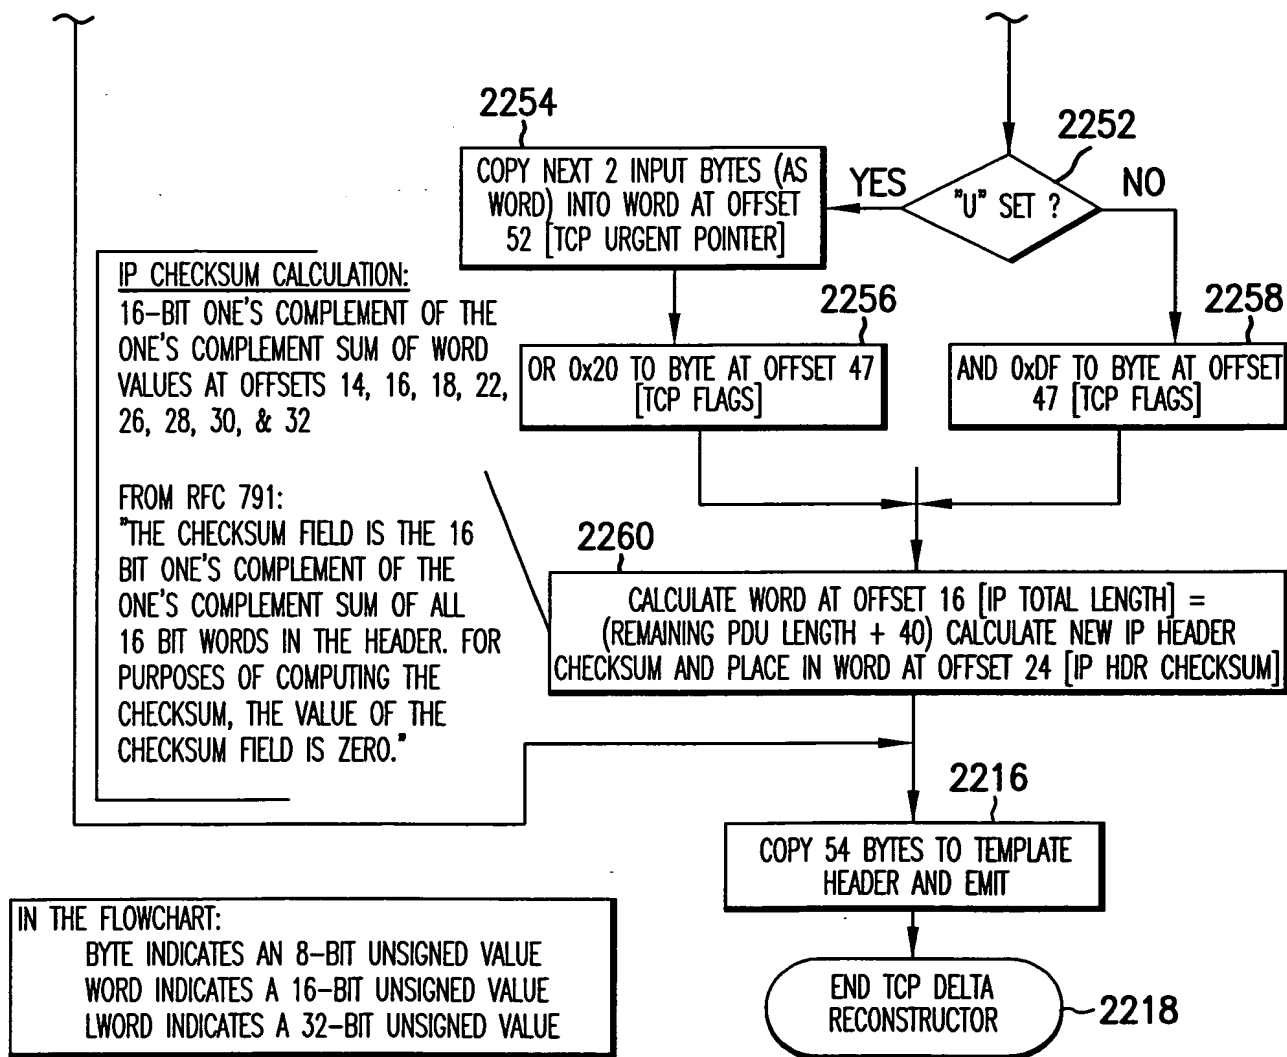 2254
COPY NEXT 2 INPUT BYTES (AS
WORD) INTO WORD AT OFFSET
52 [TCP URGENT POINTER]
YES
2252
"U" SET ?
NO
IP CHECKSUM CALCULATION:
16-BIT ONE'S COMPLEMENT OF THE
ONE'S COMPLEMENT SUM OF WORD
VALUES AT OFFSETS 14, 16, 18, 22,
26, 28, 30, & 32
FROM RFC 791:
"THE CHECKSUM FIELD IS THE 16
BIT ONE'S COMPLEMENT OF THE
ONE'S COMPLEMENT SUM OF ALL
16 BIT WORDS IN THE HEADER. FOR
PURPOSES OF COMPUTING THE
CHECKSUM, THE VALUE OF THE
CHECKSUM FIELD IS ZERO."
2256
OR 0x20 TO BYTE AT OFFSET 47
[TCP FLAGS]
2258
AND 0xDF TO BYTE AT OFFSET
47 [TCP FLAGS]
2260
CALCULATE WORD AT OFFSET 16 [IP TOTAL LENGTH] =
(REMAINING PDU LENGTH + 40) CALCULATE NEW IP HEADER
CHECKSUM AND PLACE IN WORD AT OFFSET 24 [IP HDR CHECKSUM]
2216
COPY 54 BYTES TO TEMPLATE
HEADER AND EMIT
END TCP DELTA
RECONSTRUCTOR
2218
IN THE FLOWCHART:
BYTE INDICATES AN 8-BIT UNSIGNED VALUE
WORD INDICATES A 16-BIT UNSIGNED VALUE
LWORD INDICATES A 32-BIT UNSIGNED VALUE